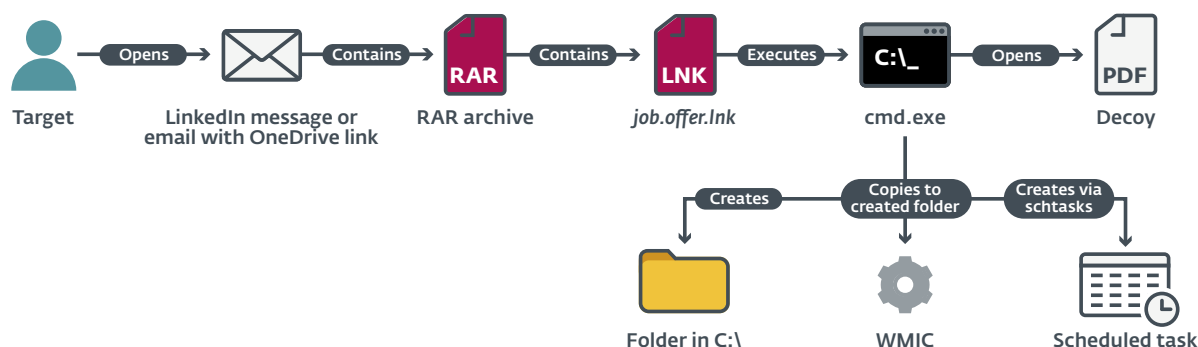 Opens
Contains
RAR
Contains
LNK
Executes
C:\_
Opens
PDF
Target
LinkedIn message or
email with OneDrive link
RAR archive
job.offer.lnk
cmd.exe
Decoy
Creates
Copies to
created folder
Creates via
schtasks
Folder in C:\
WMIC
Scheduled task